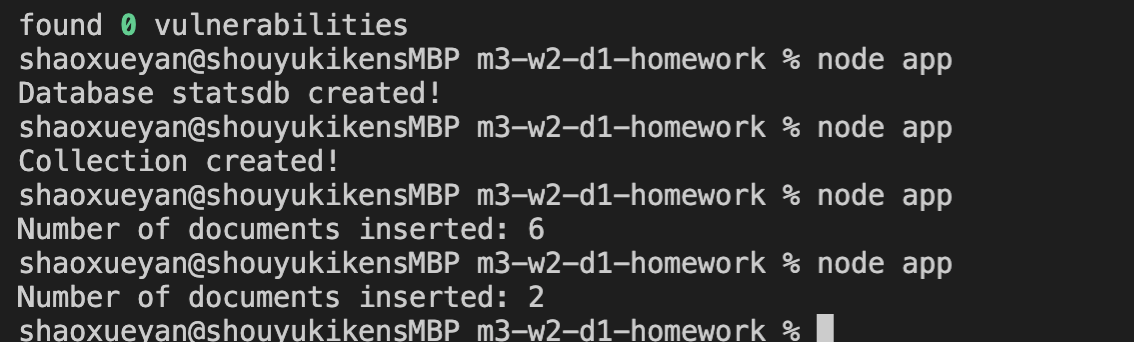 found 0 vulnerabilities
shaoxueyan@shouyukikensMBP m3-w2-d1-homework % node app
Database statsdb created!
shaoxueyan@shouyukikensMBP m3-w2-d1-homework % node app
Collection created!
shaoxueyan@shouyukikensMBP m3-w2-d1-homework % node app
Number of documents inserted: 6
shaoxueyan@shouyukikensMBP m3-w2-d1-homework % node app
Number of documents inserted: 2
shaoxueyan@shouyukikensMBP m3-w2-d1-homework %